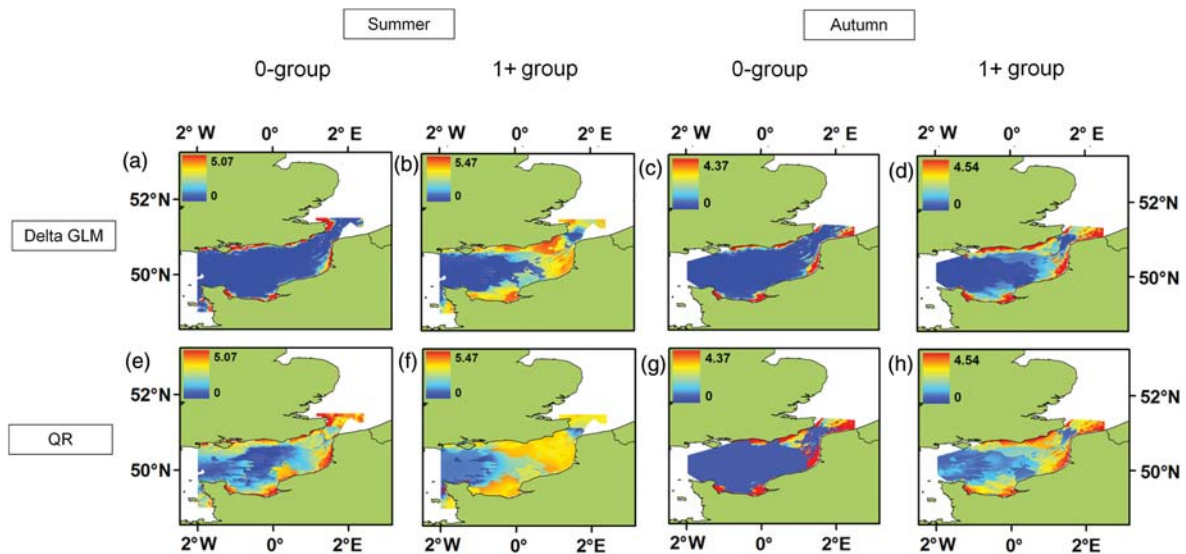 Summer Autumn
0-group 1+ group 0-group 1+ group
2° W 0° 2° E 2° W 0° 2° E 2° W 0° 2° E 2° W 0° 2° E
(a) 5.07 0 (b) 5.47 0 (c) 4.37 0 (d) 4.54 0
52°N 52°N
Delta GLM
50°N 50°N
(e) 5.07 0 (f) 5.47 0 (g) 4.37 0 (h) 4.54 0
52°N 52°N
QR
50°N 50°N
2° W 0° 2° E 2° W 0° 2° E 2° W 0° 2° E 2° W 0° 2° E